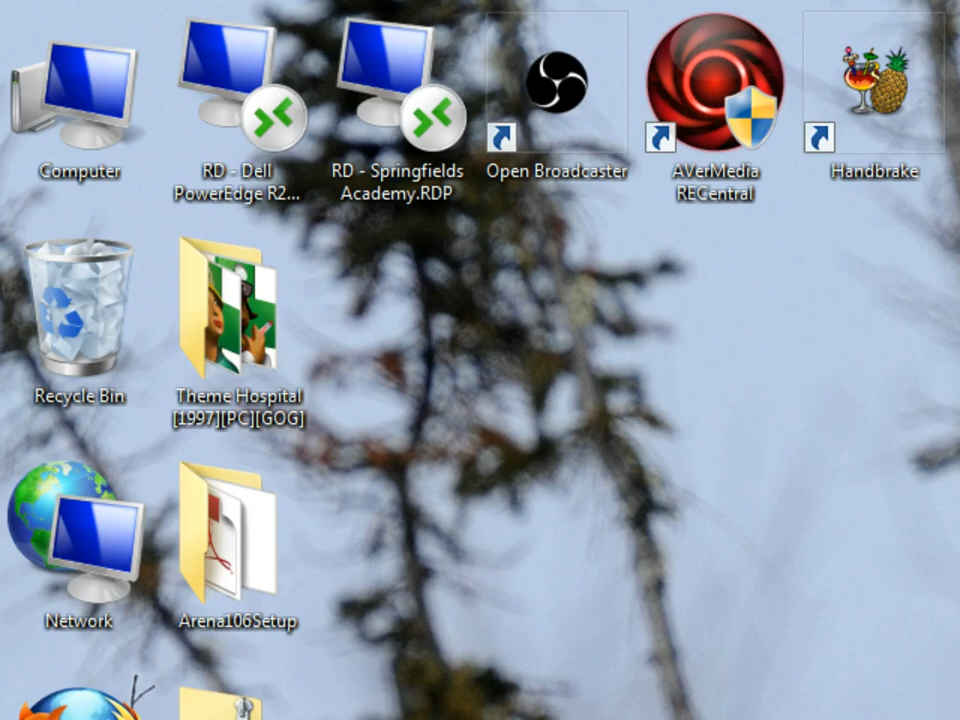 Computer
RD - Dell
PowerEdge R2...
RD - Springfields
Academy.RDP
Open Broadcaster
AVerMedia
RECentral
Handbrake
Recycle Bin
Theme Hospital
[1997][PC][GOG]
Network
Arena106Setup